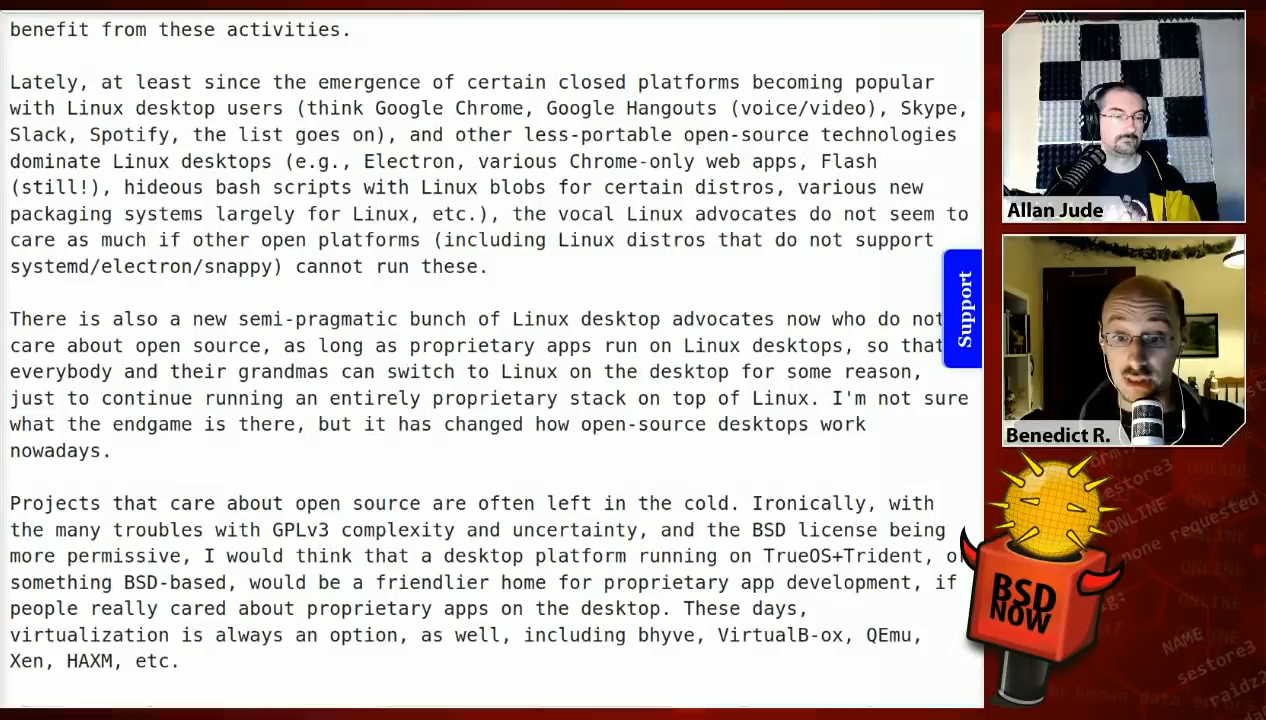 benefit from these activities.
Lately, at least since the emergence of certain closed platforms becoming popular
with Linux desktop users (think Google Chrome, Google Hangouts (voice/video), Skype,
Slack, Spotify, the list goes on), and other less-portable open-source technologies
dominate Linux desktops (e.g., Electron, various Chrome-only web apps, Flash
(still!), hideous bash scripts with Linux blobs for certain distros, various new
packaging systems largely for Linux, etc.), the vocal Linux advocates do not seem to
care as much if other open platforms (including Linux distros that do not support
systemd/electron/snappy) cannot run these.
There is also a new semi-pragmatic bunch of Linux desktop advocates now who do not
care about open source, as long as proprietary apps run on Linux desktops, so that
everybody and their grandmas can switch to Linux on the desktop for some reason,
just to continue running an entirely proprietary stack on top of Linux. I'm not sure
what the endgame is there, but it has changed how open-source desktops work
nowadays.
Projects that care about open source are often left in the cold. Ironically, with
the many troubles with GPLv3 complexity and uncertainty, and the BSD license being
more permissive, I would think that a desktop platform running on TrueOS+Trident,
something BSD-based, would be a friendlier home for proprietary app development, if
people really cared about proprietary apps on the desktop. These days,
virtualization is always an option, as well, including bhyve, VirtualB-ox, QEmu,
Xen, HAXM, etc.
Support
Allan Jude
Benedict R.
BSD
NOW
ONLINE
ONLINE
none requested
NAME
sestore3
raidz2